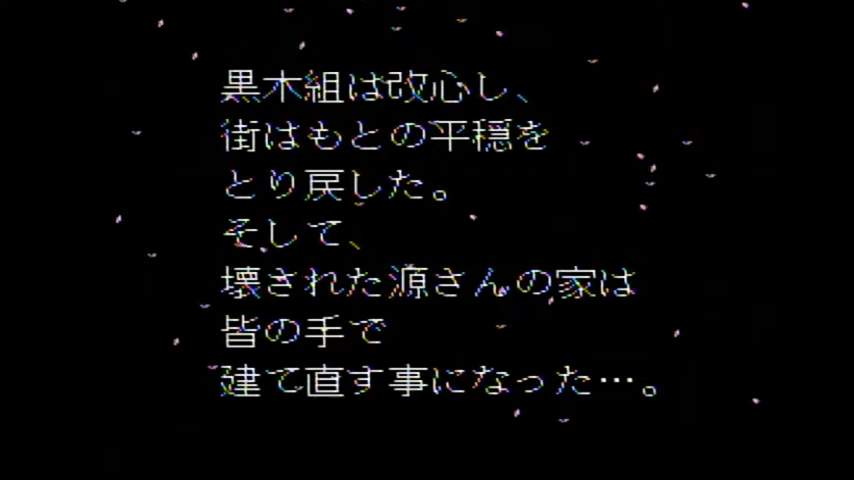 黒木組は改心し、
街はもとの平穏を
とり戻した。
そして、
壊された源さんの家は
皆の手で
建て直す事になった…。